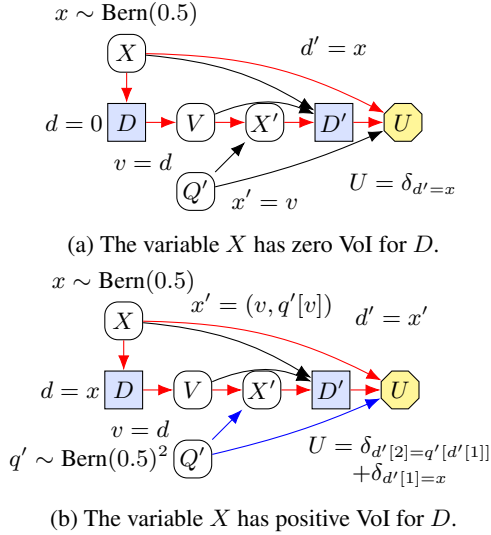 x ∼ Bern(0.5)
X
d′ = x
d = 0
D
V
X′
D′
U
v = d
Q′
x′ = v
U = δ_{d′=x}
(a) The variable X has zero VoI for D.
x ∼ Bern(0.5)
x′ = (v, q′[v])
X
d′ = x′
d = x
D
V
X′
D′
U
v = d
q′ ∼ Bern(0.5)²
Q′
U = δ_{d′[2]=q′[d′[1]]}
+δ_{d′[1]=x}
(b) The variable X has positive VoI for D.